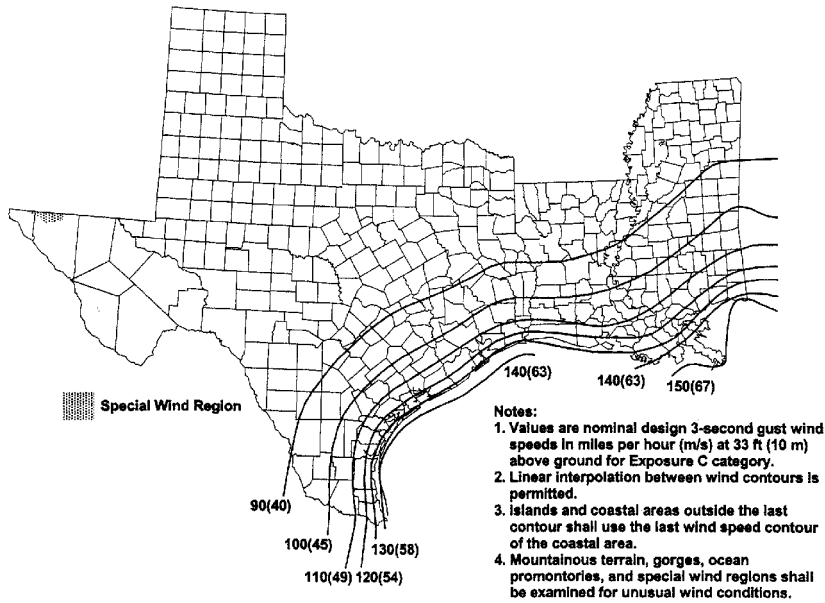 140(63)
140(63)
150(67)
Special Wind Region
90(40)
100(45)
130(58)
110(49) 120(54)
Notes:
1. Values are nominal design 3-second gust wind
speeds in miles per hour (m/s) at 33 ft (10 m)
above ground for Exposure C category.
2. Linear interpolation between wind contours is
permitted.
3. Islands and coastal areas outside the last
contour shall use the last wind speed contour
of the coastal area.
4. Mountainous terrain, gorges, ocean
promontories, and special wind regions shall
be examined for unusual wind conditions.